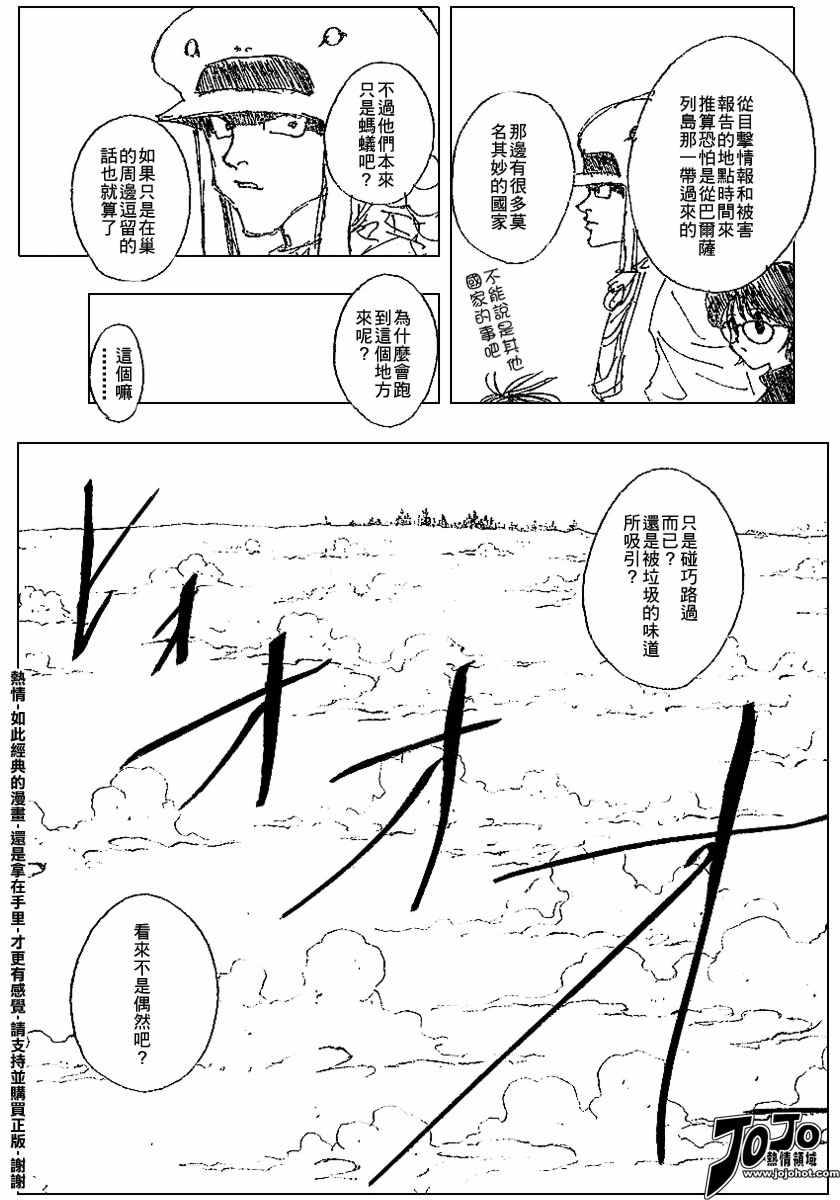 從目擊情報和被害
報告的地點時間來
推算恐怕是從巴爾薩
列島那一帶過來的
那邊有很多莫
名其妙的國家
不能說是其他
國家的事吧
不過他們本來
只是螞蟻吧？
如果只是在巢
的周邊逗留的
話也就算了
為什麼會跑
到這個地方
來呢？
這個嘛
………
只是碰巧路過
而已？
還是被垃圾的味道
所吸引？
ドォオオオ
看來不是偶然吧？
熱情-如此經典的漫畫-還是拿在手里-才更有感覺-請支持並購買正版-謝謝
JOJO
熱情領域
www.jojohot.com